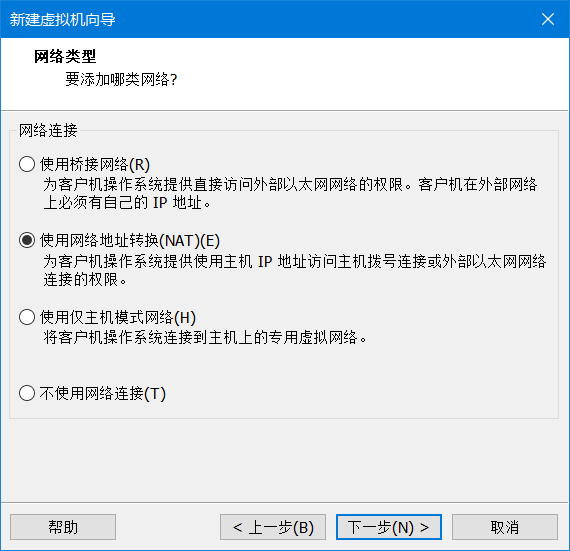 新建虚拟机向导
网络类型
要添加哪类网络?
网络连接
使用桥接网络(R)
为客户机操作系统提供直接访问外部以太网网络的权限。客户机在外部网络
上必须有自己的 IP 地址。
使用网络地址转换(NAT)(E)
为客户机操作系统提供使用主机 IP 地址访问主机拨号连接或外部以太网网络
连接的权限。
使用仅主机模式网络(H)
将客户机操作系统连接到主机上的专用虚拟网络。
不使用网络连接(T)
帮助
< 上一步(B)
下一步(N) >
取消